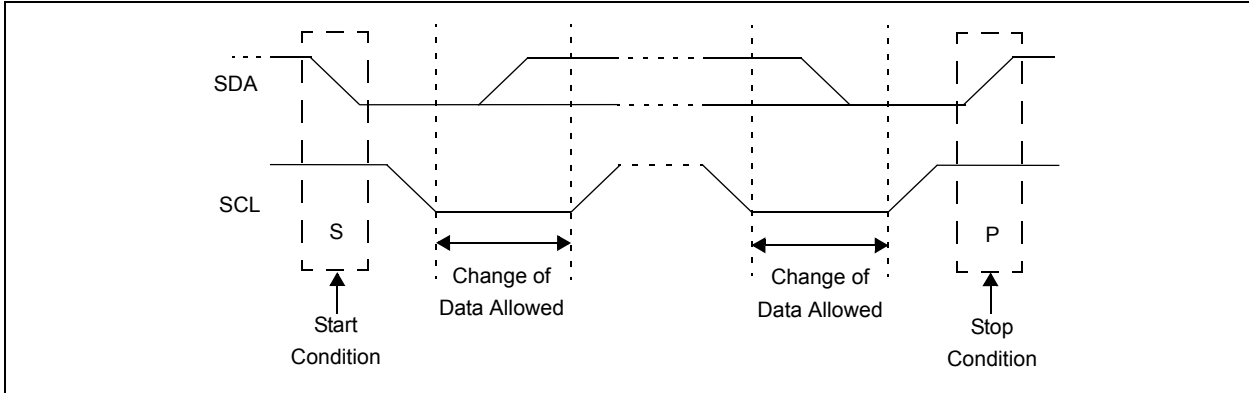 SDA
SCL
S
P
Change of
Data Allowed
Change of
Data Allowed
Start
Condition
Stop
Condition